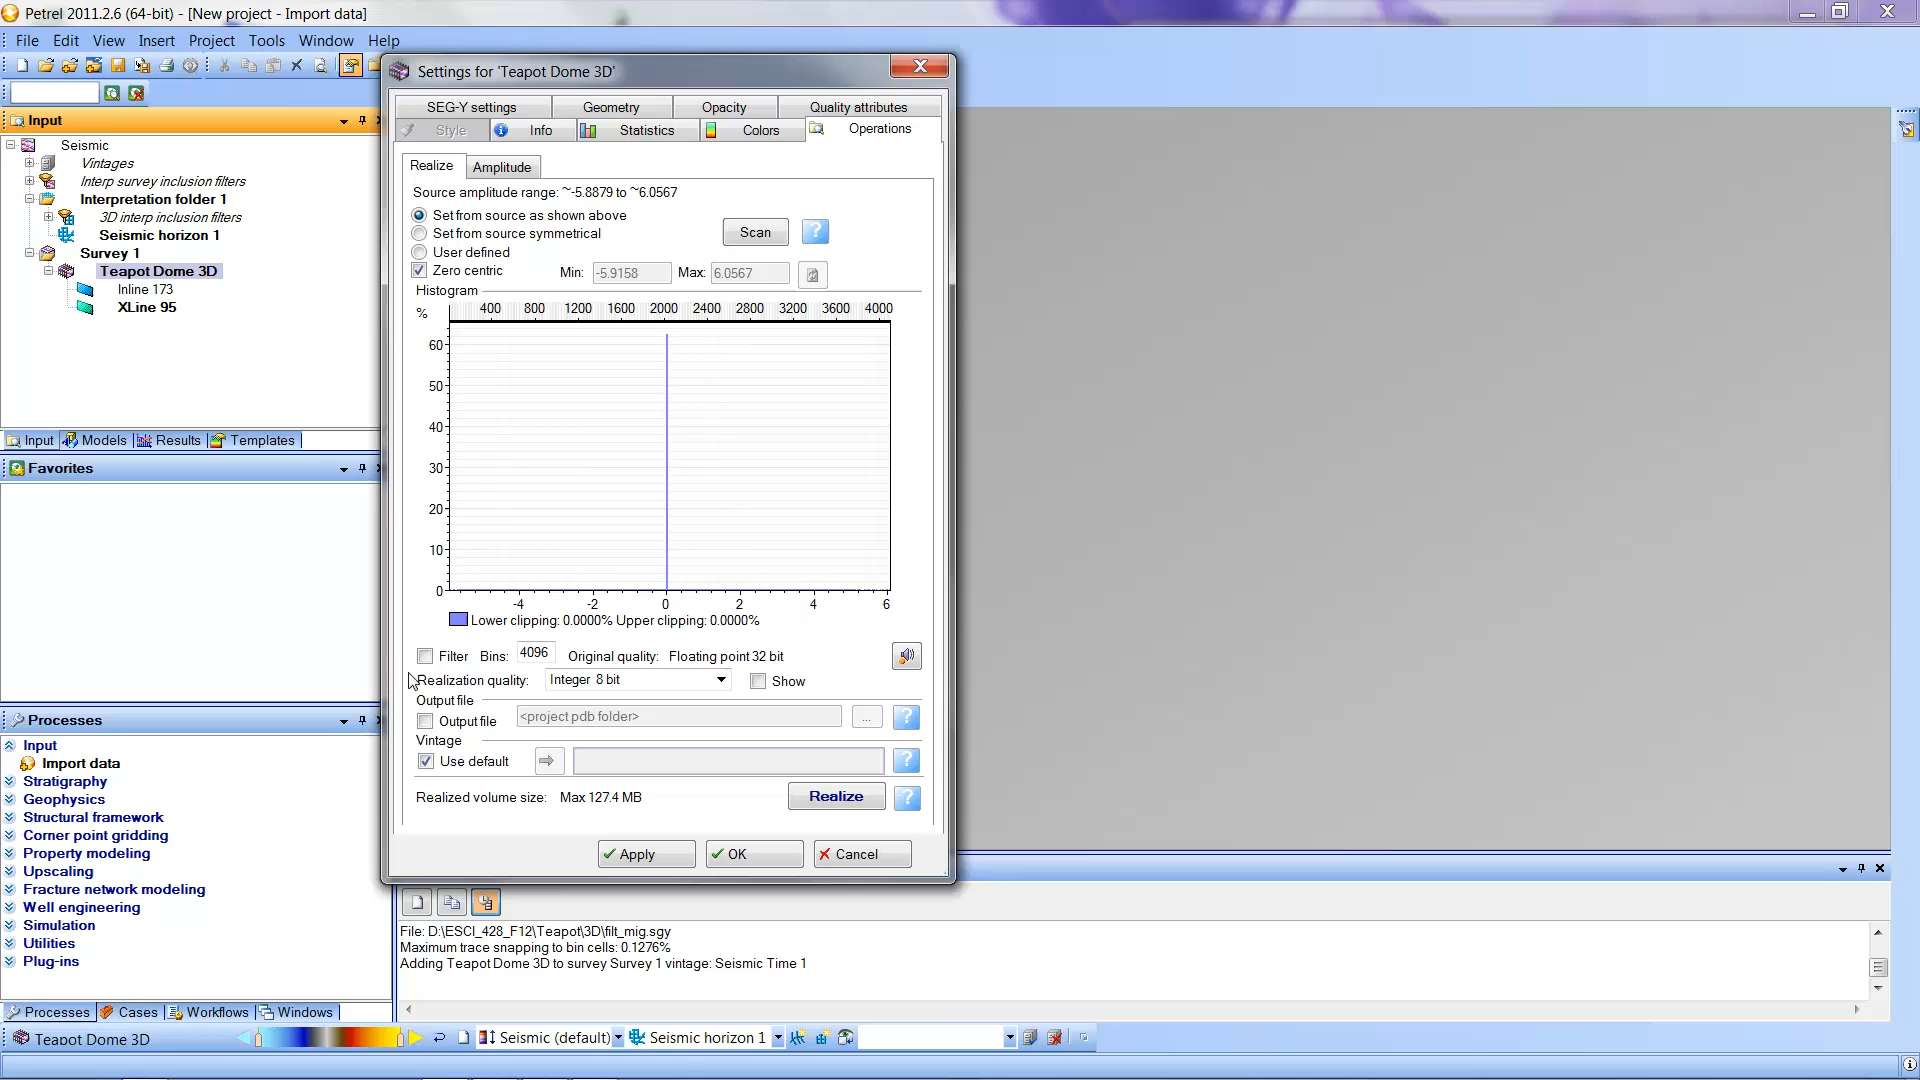 Petrel 2011.2.6 (64-bit) - [New project - Import data]
File Edit View Insert Project Tools Window Help
Input
Seismic
Vintages
Interp survey inclusion filters
Interpretation folder 1
3D interp inclusion filters
Seismic horizon 1
Survey 1
Teapot Dome 3D
Inline 173
XLine 95
Input Models Results Templates
Favorites
Processes
Input
Import data
Stratigraphy
Geophysics
Structural framework
Corner point gridding
Property modeling
Upscaling
Fracture network modeling
Well engineering
Simulation
Utilities
Plug-ins
Processes Cases Workflows Windows
Settings for 'Teapot Dome 3D'
SEG-Y settings Geometry Opacity Quality attributes
Style Info Statistics Colors Operations
Realize Amplitude
Source amplitude range: ~-5.8879 to ~6.0567
Set from source as shown above
Set from source symmetrical
Scan ?
User defined
Zero centric Min: -5.9158 Max: 6.0567
Histogram
% 400 800 1200 1600 2000 2400 2800 3200 3600 4000
60
50
40
30
20
10
0
-4 -2 0 2 4 6
Lower clipping: 0.0000% Upper clipping: 0.0000%
Filter Bins: 4096 Original quality: Floating point 32 bit
Realization quality: Integer 8 bit Show
Output file
Output file <project pdb folder> ... ?
Vintage
Use default ?
Realized volume size: Max 127.4 MB Realize ?
Apply OK Cancel
File: D:\ESCI_428_F12\Teapot\3D\filt_mig.sgy
Maximum trace snapping to bin cells: 0.1276%
Adding Teapot Dome 3D to survey Survey 1 vintage: Seismic Time 1
Teapot Dome 3D Seismic (default) Seismic horizon 1